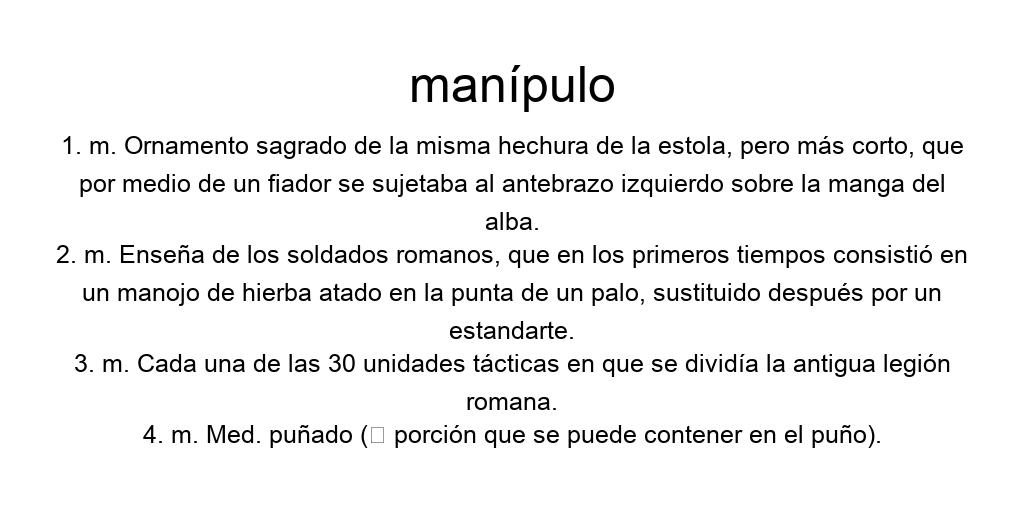 manípulo
1. m. Ornamento sagrado de la misma hechura de la estola, pero más corto, que
por medio de un fiador se sujetaba al antebrazo izquierdo sobre la manga del
alba.
2. m. Enseña de los soldados romanos, que en los primeros tiempos consistió en
un manojo de hierba atado en la punta de un palo, sustituido después por un
estandarte.
3. m. Cada una de las 30 unidades tácticas en que se dividía la antigua legión
romana.
4. m. Med. puñado (□ porción que se puede contener en el puño).